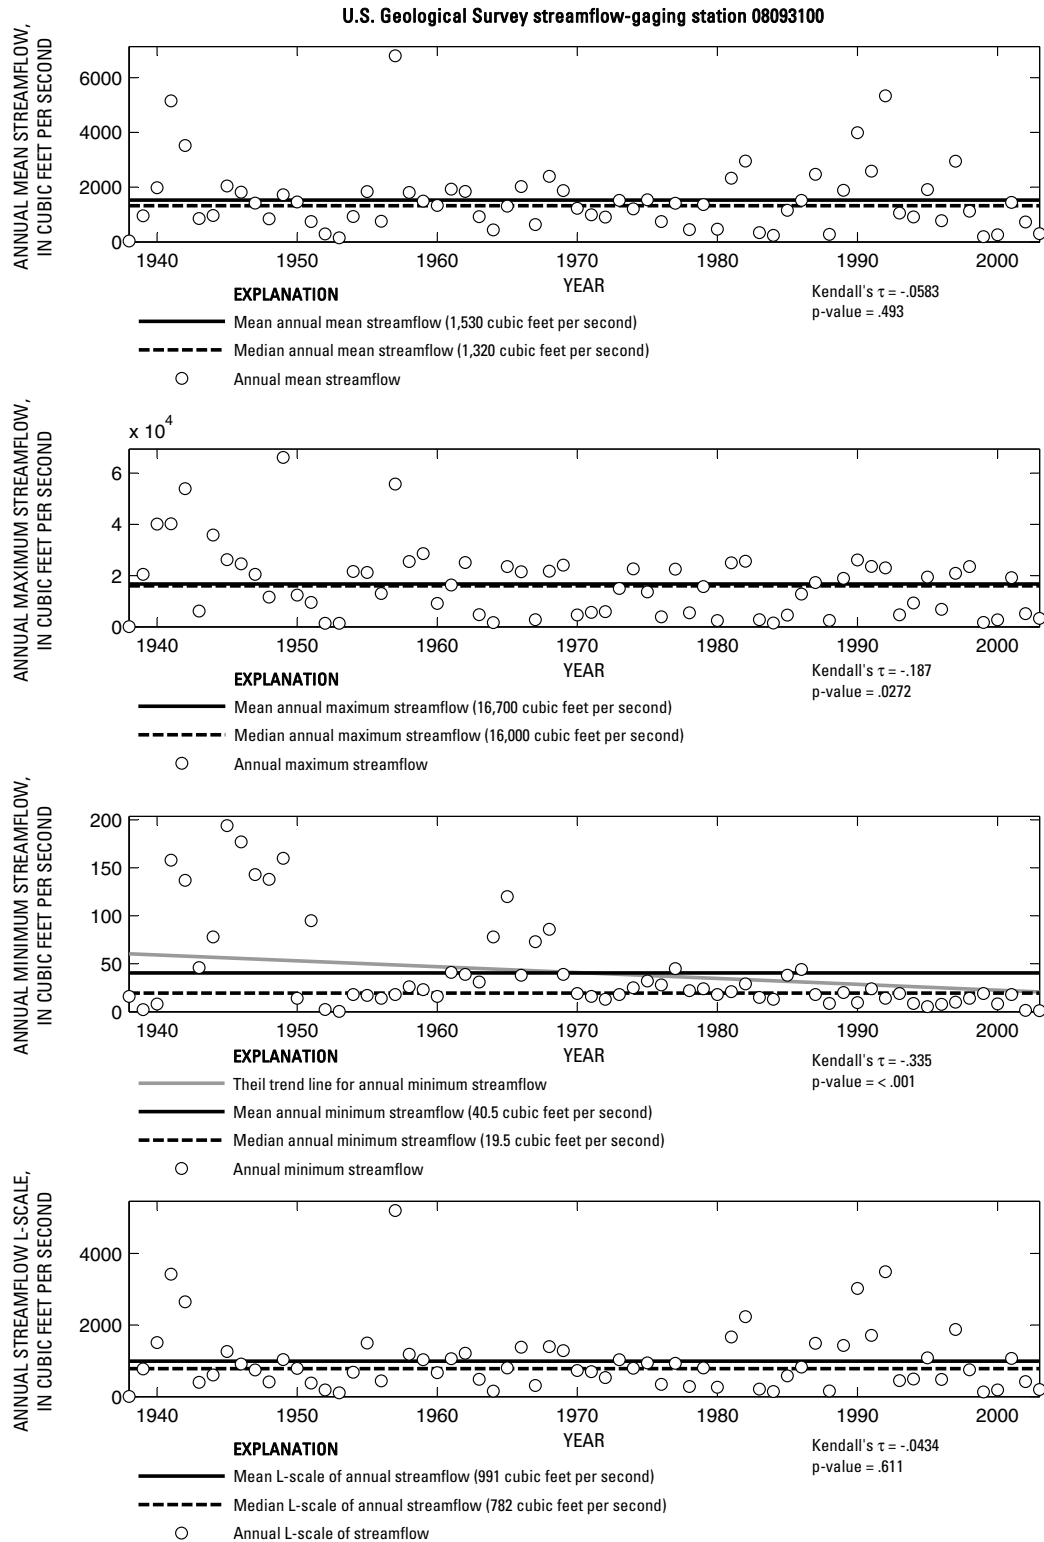 U.S. Geological Survey streamflow-gaging station 08093100
ANNUAL MEAN STREAMFLOW,
IN CUBIC FEET PER SECOND
6000
4000
2000
0
1940 1950 1960 1970 1980 1990 2000
YEAR
Kendall's τ = -.0583
p-value = .493
EXPLANATION
Mean annual mean streamflow (1,530 cubic feet per second)
Median annual mean streamflow (1,320 cubic feet per second)
Annual mean streamflow
ANNUAL MAXIMUM STREAMFLOW,
IN CUBIC FEET PER SECOND
x 10^4
6
4
2
0
1940 1950 1960 1970 1980 1990 2000
YEAR
Kendall's τ = -.187
p-value = .0272
EXPLANATION
Mean annual maximum streamflow (16,700 cubic feet per second)
Median annual maximum streamflow (16,000 cubic feet per second)
Annual maximum streamflow
ANNUAL MINIMUM STREAMFLOW,
IN CUBIC FEET PER SECOND
200
150
100
50
0
1940 1950 1960 1970 1980 1990 2000
YEAR
Kendall's τ = -.335
p-value = < .001
EXPLANATION
Theil trend line for annual minimum streamflow
Mean annual minimum streamflow (40.5 cubic feet per second)
Median annual minimum streamflow (19.5 cubic feet per second)
Annual minimum streamflow
ANNUAL STREAMFLOW L-SCALE,
IN CUBIC FEET PER SECOND
4000
2000
0
1940 1950 1960 1970 1980 1990 2000
YEAR
Kendall's τ = -.0434
p-value = .611
EXPLANATION
Mean L-scale of annual streamflow (991 cubic feet per second)
Median L-scale of annual streamflow (782 cubic feet per second)
Annual L-scale of streamflow